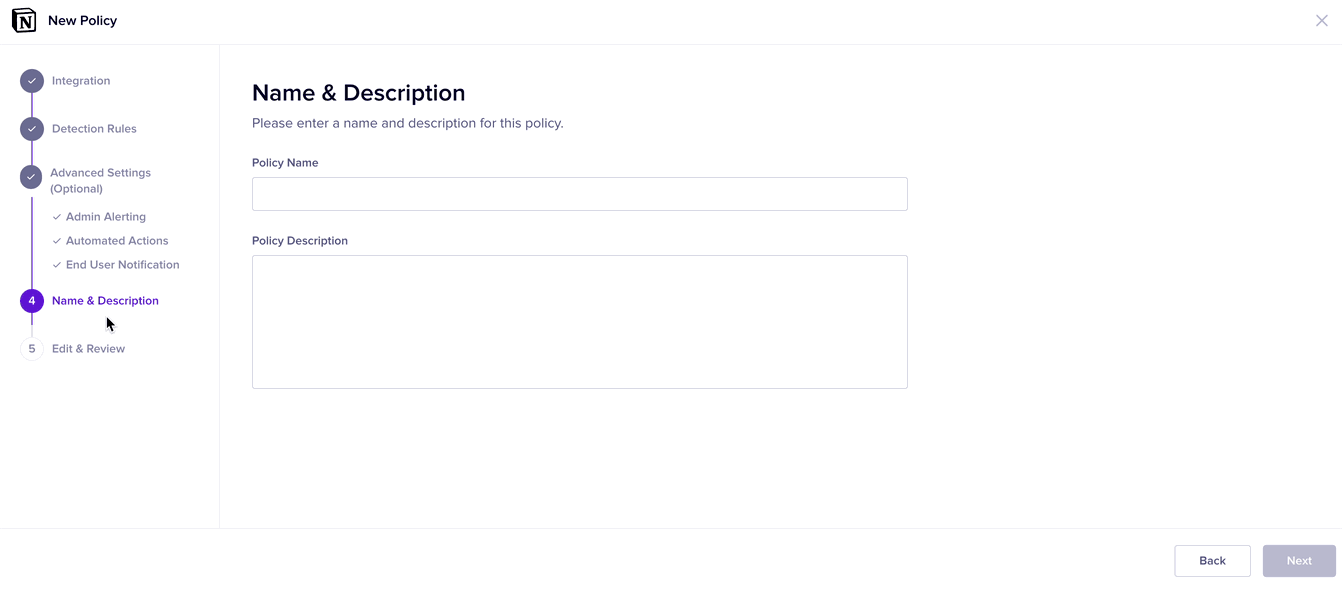 N New Policy
Integration
Detection Rules
Advanced Settings
(Optional)
Admin Alerting
Automated Actions
End User Notification
4 Name & Description
5 Edit & Review
Name & Description
Please enter a name and description for this policy.
Policy Name
Policy Description
Back Next